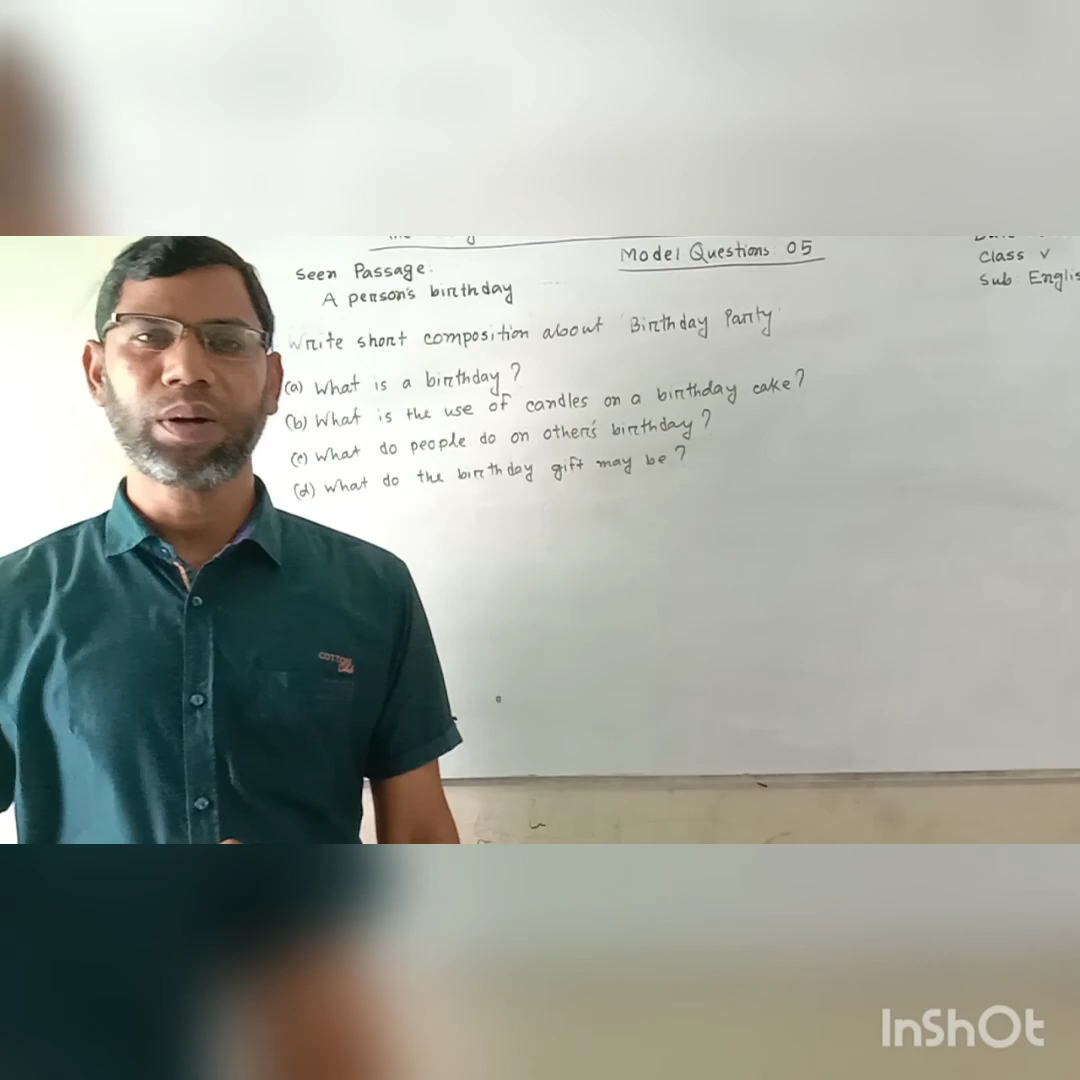 Model Questions: 05
Class V
Sub: Englis
Seen Passage:
A person's birthday
Write short composition about 'Birthday Party'
(a) What is a birthday?
(b) What is the use of candles on a birthday cake?
(c) What do people do on other's birthday?
(d) What do the birthday gift may be?
COTTON
InShOt